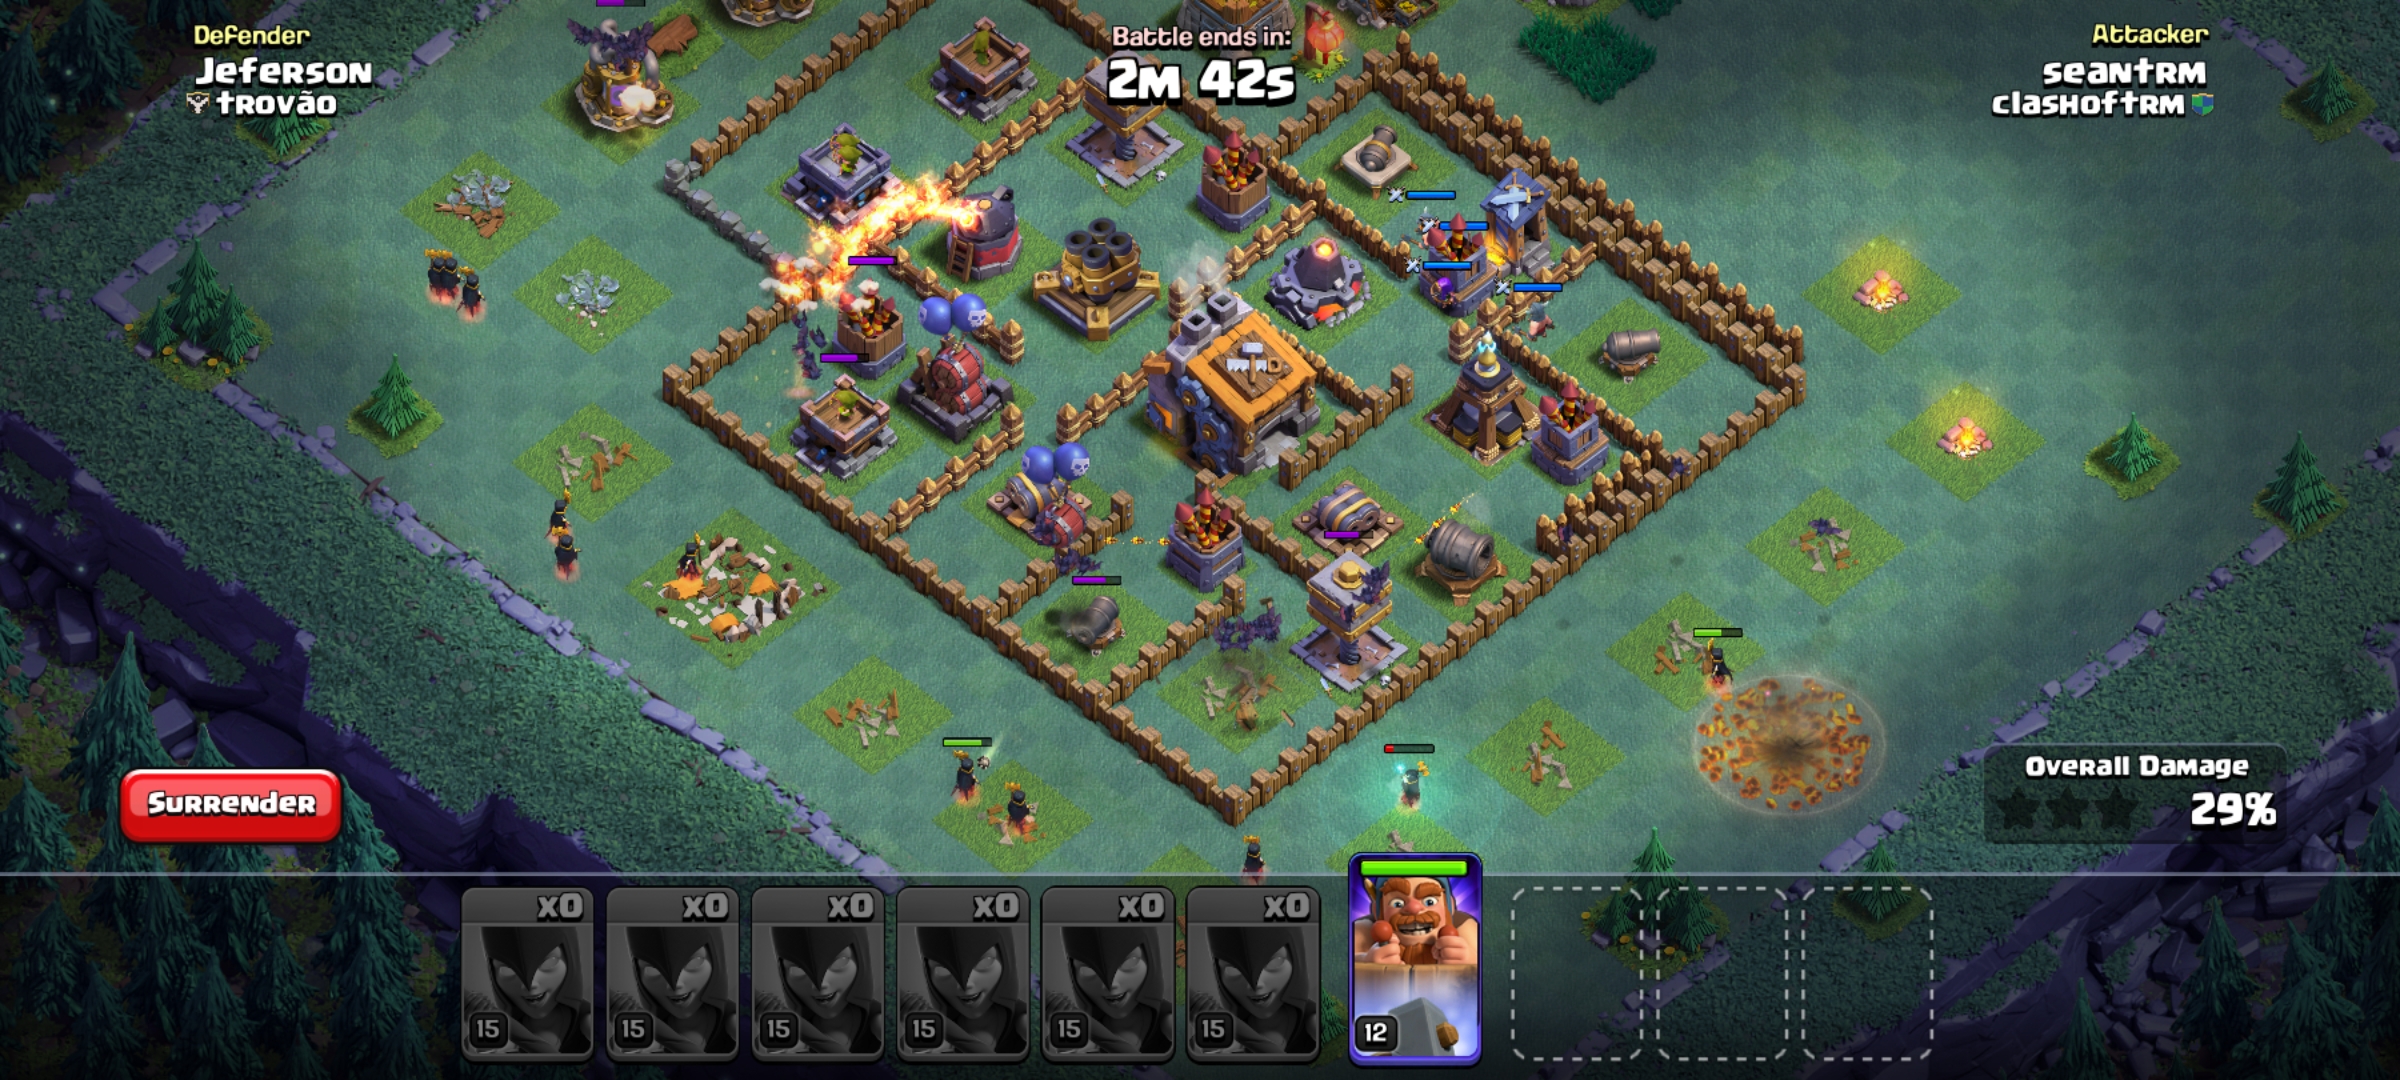 Defender
Jeferson
trovão
Battle ends in:
2M 42s
Attacker
seantRM
clashoftRM
Surrender
Overall Damage
29%
x0 x0 x0 x0 x0 x0
15 15 15 15 15 15 12